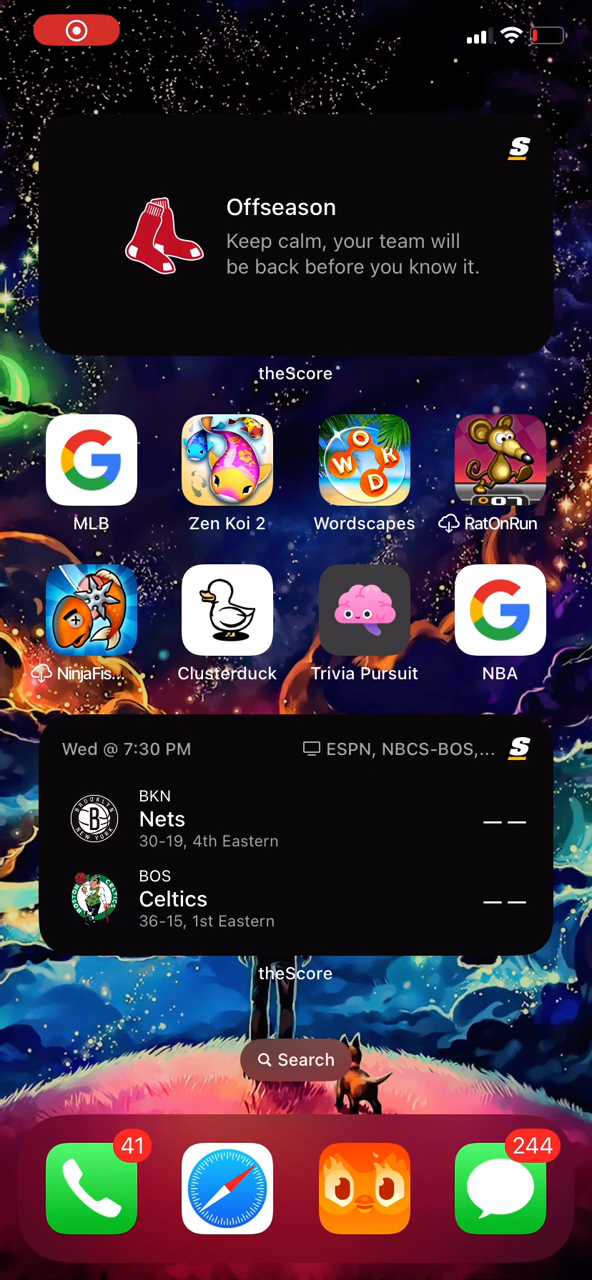 S
Offseason
Keep calm, your team will
be back before you know it.
theScore
MLB
Zen Koi 2
Wordscapes
RatOnRun
NinjaFis...
Clusterduck
Trivia Pursuit
NBA
Wed @ 7:30 PM
ESPN, NBCS-BOS,...
S
BKN
Nets
30-19, 4th Eastern
— —
BOS
Celtics
36-15, 1st Eastern
— —
theScore
Search
41
244